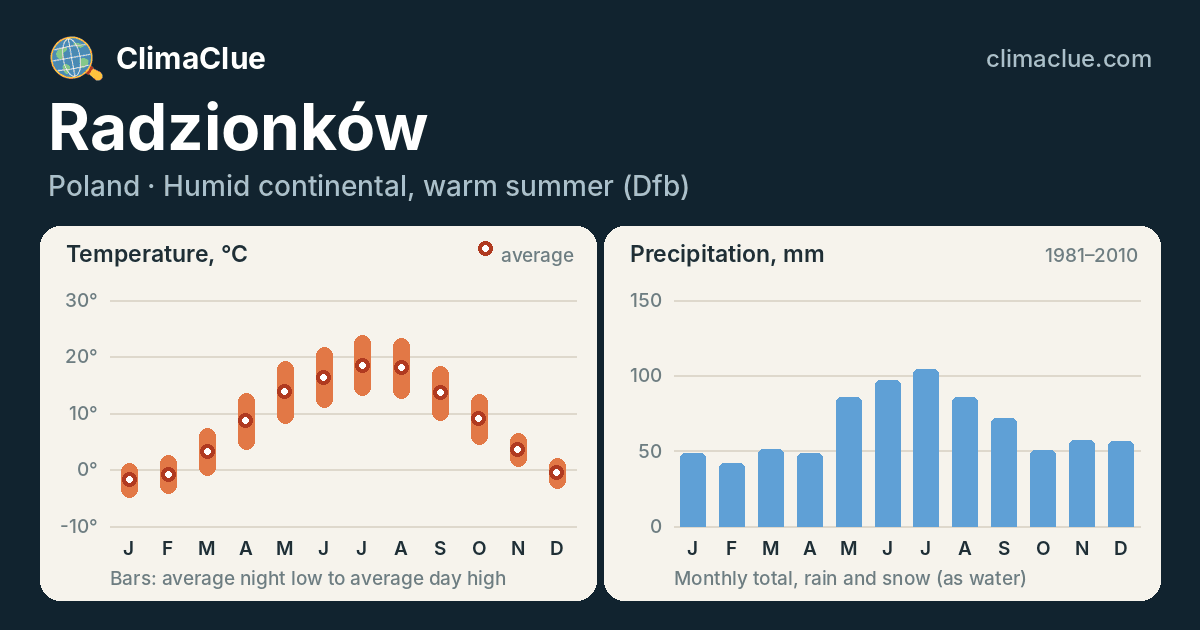 ClimaClue
climaclue.com
Radzionków
Poland · Humid continental, warm summer (Dfb)
Temperature, °C
average
30°
20°
10°
0°
-10°
J F M A M J J A S O N D
Bars: average night low to average day high
Precipitation, mm
1981–2010
150
100
50
0
J F M A M J J A S O N D
Monthly total, rain and snow (as water)